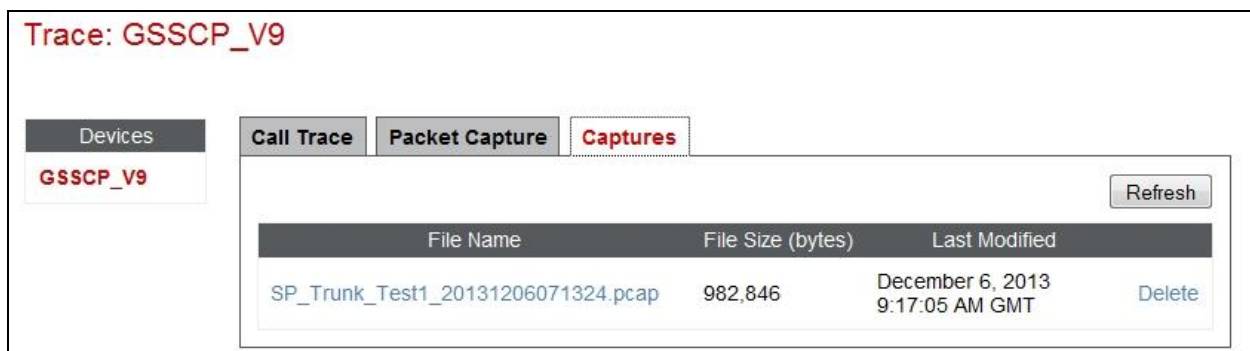 Trace: GSSCP_V9
Devices
GSSCP_V9
Call Trace Packet Capture Captures
Refresh
File Name File Size (bytes) Last Modified
SP_Trunk_Test1_20131206071324.pcap 982,846 December 6, 2013 Delete
9:17:05 AM GMT